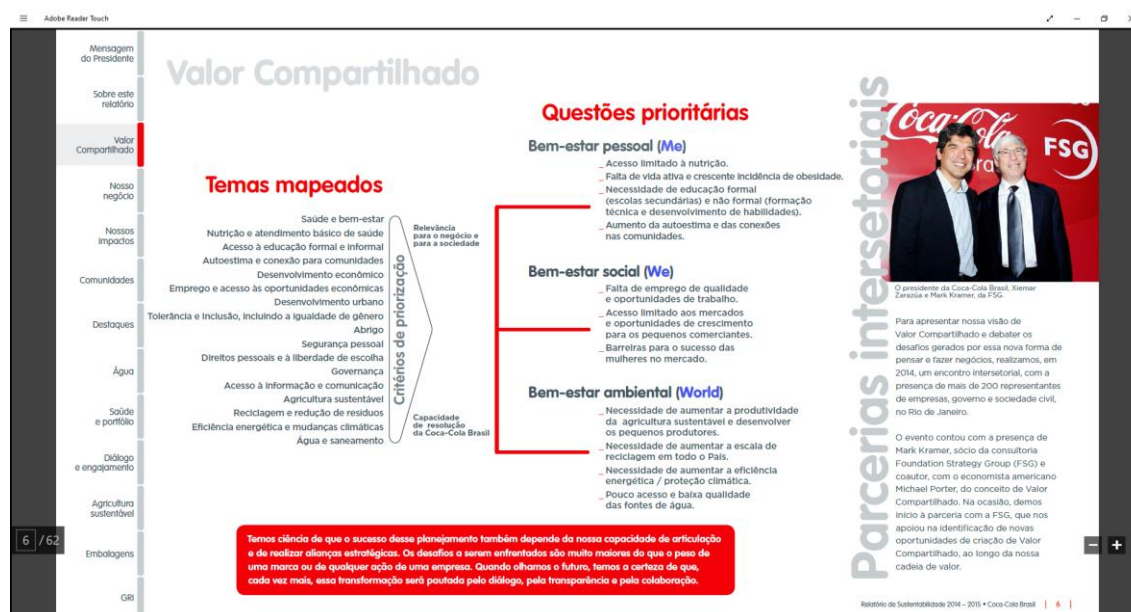 Adobe Reader Touch
Mensagem
do Presidente
Sobre este
relatório
Valor
Compartilhado
Nosso
negócio
Nossos
impactos
Comunidades
Destaques
Água
Saúde
e portfólio
Diálogo
e engajamento
Agricultura
sustentável
Embalagens
GRI
6 / 62
Valor Compartilhado
Temas mapeados
Saúde e bem-estar
Nutrição e atendimento básico de saúde
Acesso à educação formal e informal
Autoestima e conexão para comunidades
Desenvolvimento econômico
Emprego e acesso às oportunidades econômicas
Desenvolvimento urbano
Tolerância e inclusão, incluindo a igualdade de gênero
Abrigo
Segurança pessoal
Direitos pessoais e à liberdade de escolha
Governança
Acesso à informação e comunicação
Agricultura sustentável
Reciclagem e redução de resíduos
Eficiência energética e mudanças climáticas
Água e saneamento
Critérios de priorização
Relevância
para o negócio e
para a sociedade
Capacidade
de resolução
da Coca-Cola Brasil
Questões prioritárias
Bem-estar pessoal (Me)
_ Acesso limitado à nutrição.
_ Falta de vida ativa e crescente incidência de obesidade.
_ Necessidade de educação formal
(escolas secundárias) e não formal (formação
técnica e desenvolvimento de habilidades).
_ Aumento da autoestima e das conexões
nas comunidades.
Bem-estar social (We)
_ Falta de emprego de qualidade
e oportunidades de trabalho.
_ Acesso limitado aos mercados
e oportunidades de crescimento
para os pequenos comerciantes.
_ Barreiras para o sucesso das
mulheres no mercado.
Bem-estar ambiental (World)
_ Necessidade de aumentar a produtividade
da agricultura sustentável e desenvolver
os pequenos produtores.
_ Necessidade de aumentar a escala de
reciclagem em todo o País.
_ Necessidade de aumentar a eficiência
energética / proteção climática.
_ Pouco acesso e baixa qualidade
das fontes de água.
Temos ciência de que o sucesso desse planejamento também depende da nossa capacidade de articulação
e de realizar alianças estratégicas. Os desafios a serem enfrentados são muito maiores do que o peso de
uma marca ou de qualquer ação de uma empresa. Quando olhamos o futuro, temos a certeza de que,
cada vez mais, essa transformação será pautada pelo diálogo, pela transparência e pela colaboração.
Parcerias intersetoriais
Coca-Cola
FSG
O presidente da Coca-Cola Brasil, Xiemar
Zarazúa e Mark Kramer, da FSG.
Para apresentar nossa visão de
Valor Compartilhado e debater os
desafios gerados por essa nova forma de
pensar e fazer negócios, realizamos, em
2014, um encontro intersetorial, com a
presença de mais de 200 representantes
de empresas, governo e sociedade civil,
no Rio de Janeiro.
O evento contou com a presença de
Mark Kramer, sócio da consultoria
Foundation Strategy Group (FSG) e
coautor, com o economista americano
Michael Porter, do conceito de Valor
Compartilhado. Na ocasião, demos
início à parceria com a FSG, que nos
apoiou na identificação de novas
oportunidades de criação de Valor
Compartilhado, ao longo da nossa
cadeia de valor.
Relatório de Sustentabilidade 2014 – 2015 • Coca-Cola Brasil | 6 |